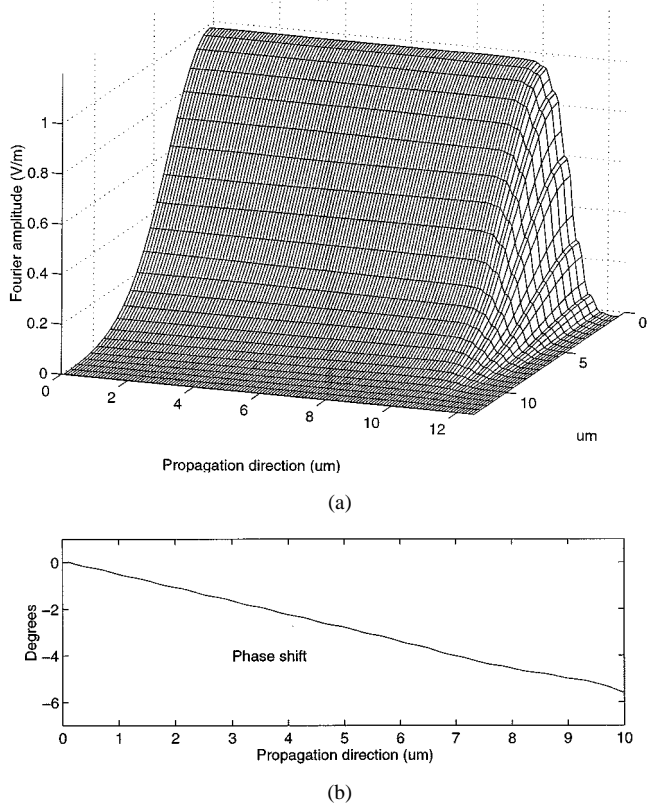 Fourier amplitude (V/m)
1
0.8
0.6
0.4
0.2
0
0
2
4
6
8
10
12
0
5
10
um
Propagation direction (um)
(a)
Degrees
0
-2
-4
-6
Phase shift
0 1 2 3 4 5 6 7 8 9 10
Propagation direction (um)
(b)